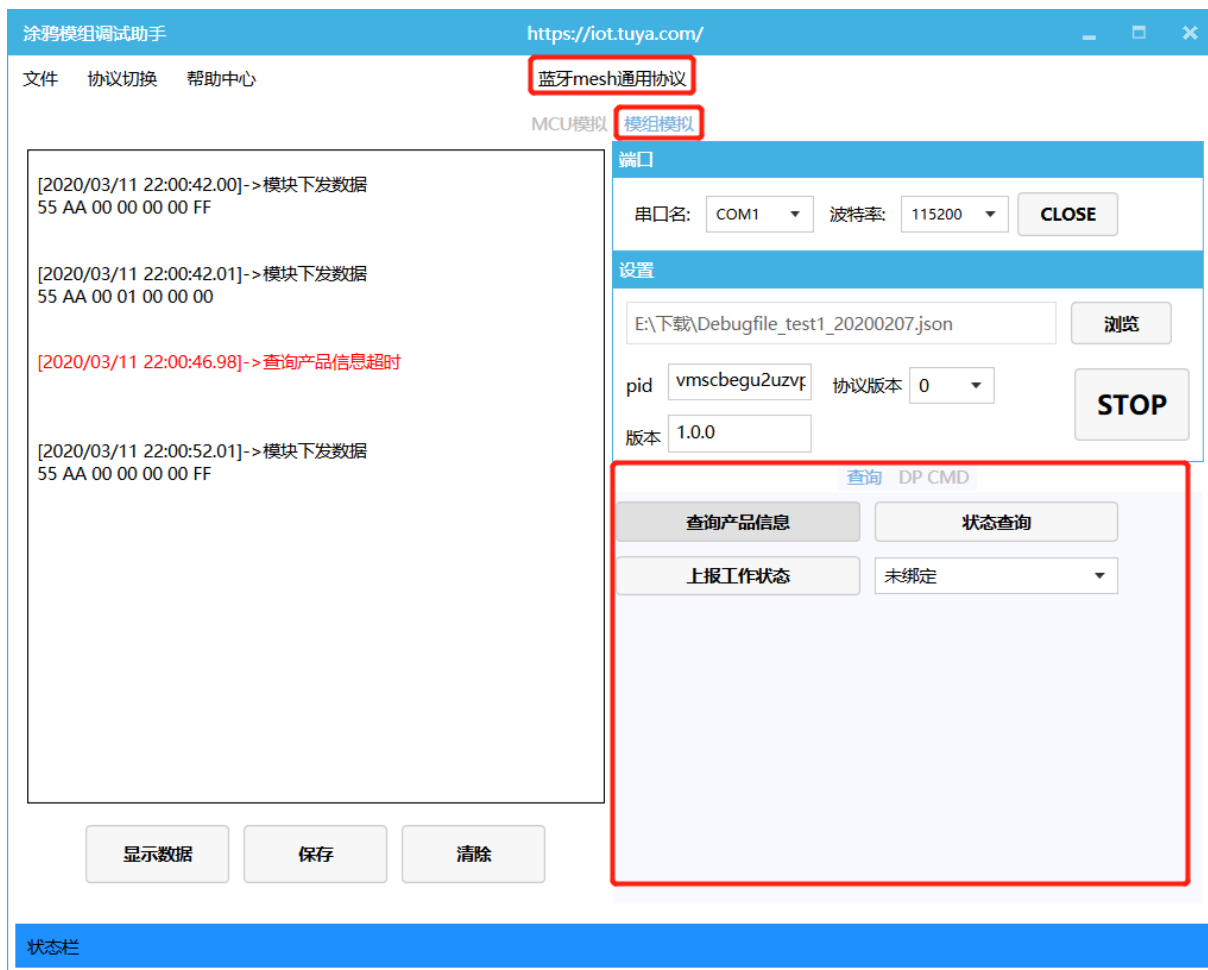 涂鸦模组调试助手 https://iot.tuya.com/
文件 协议切换 帮助中心 蓝牙mesh通用协议
MCU模拟 模组模拟
[2020/03/11 22:00:42.00]->模块下发数据
55 AA 00 00 00 00 FF
[2020/03/11 22:00:42.01]->模块下发数据
55 AA 00 01 00 00 00
[2020/03/11 22:00:46.98]->查询产品信息超时
[2020/03/11 22:00:52.01]->模块下发数据
55 AA 00 00 00 00 FF
显示数据 保存 清除
端口
串口名: COM1 波特率: 115200 CLOSE
设置
E:\下载\Debugfile_test1_20200207.json 浏览
pid vmscbegu2uzvp 协议版本 0 STOP
版本 1.0.0
查询 DP CMD
查询产品信息 状态查询
上报工作状态 未绑定
状态栏